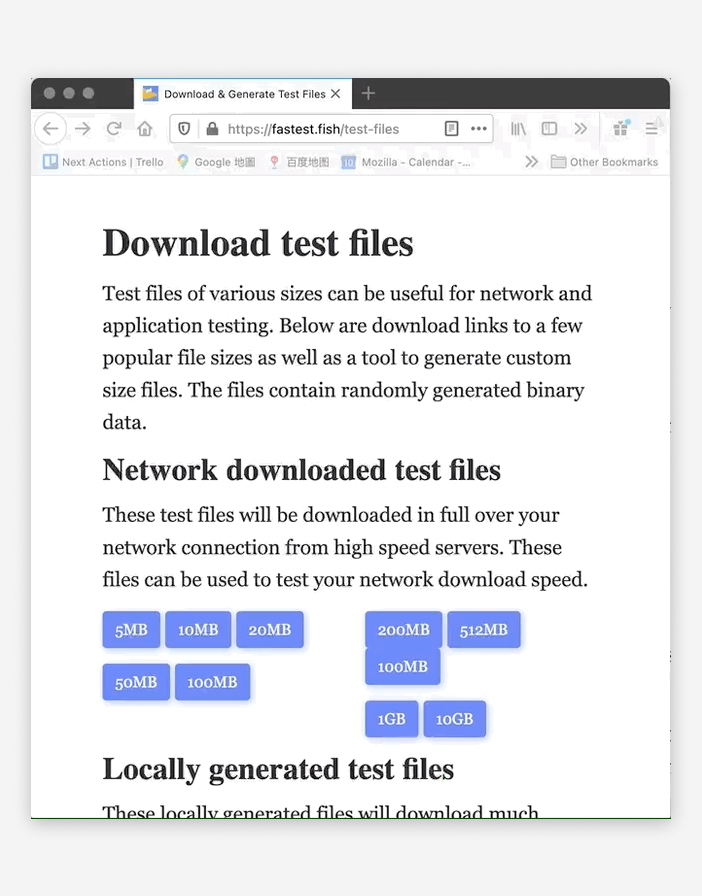 Download & Generate Test Files
https://fastest.fish/test-files
Next Actions | Trello
Google 地圖
百度地图
Mozilla - Calendar -...
Other Bookmarks
Download test files
Test files of various sizes can be useful for network and
application testing. Below are download links to a few
popular file sizes as well as a tool to generate custom
size files. The files contain randomly generated binary
data.
Network downloaded test files
These test files will be downloaded in full over your
network connection from high speed servers. These
files can be used to test your network download speed.
5MB 10MB 20MB
50MB 100MB
200MB 512MB
100MB
1GB 10GB
Locally generated test files
These locally generated files will download much